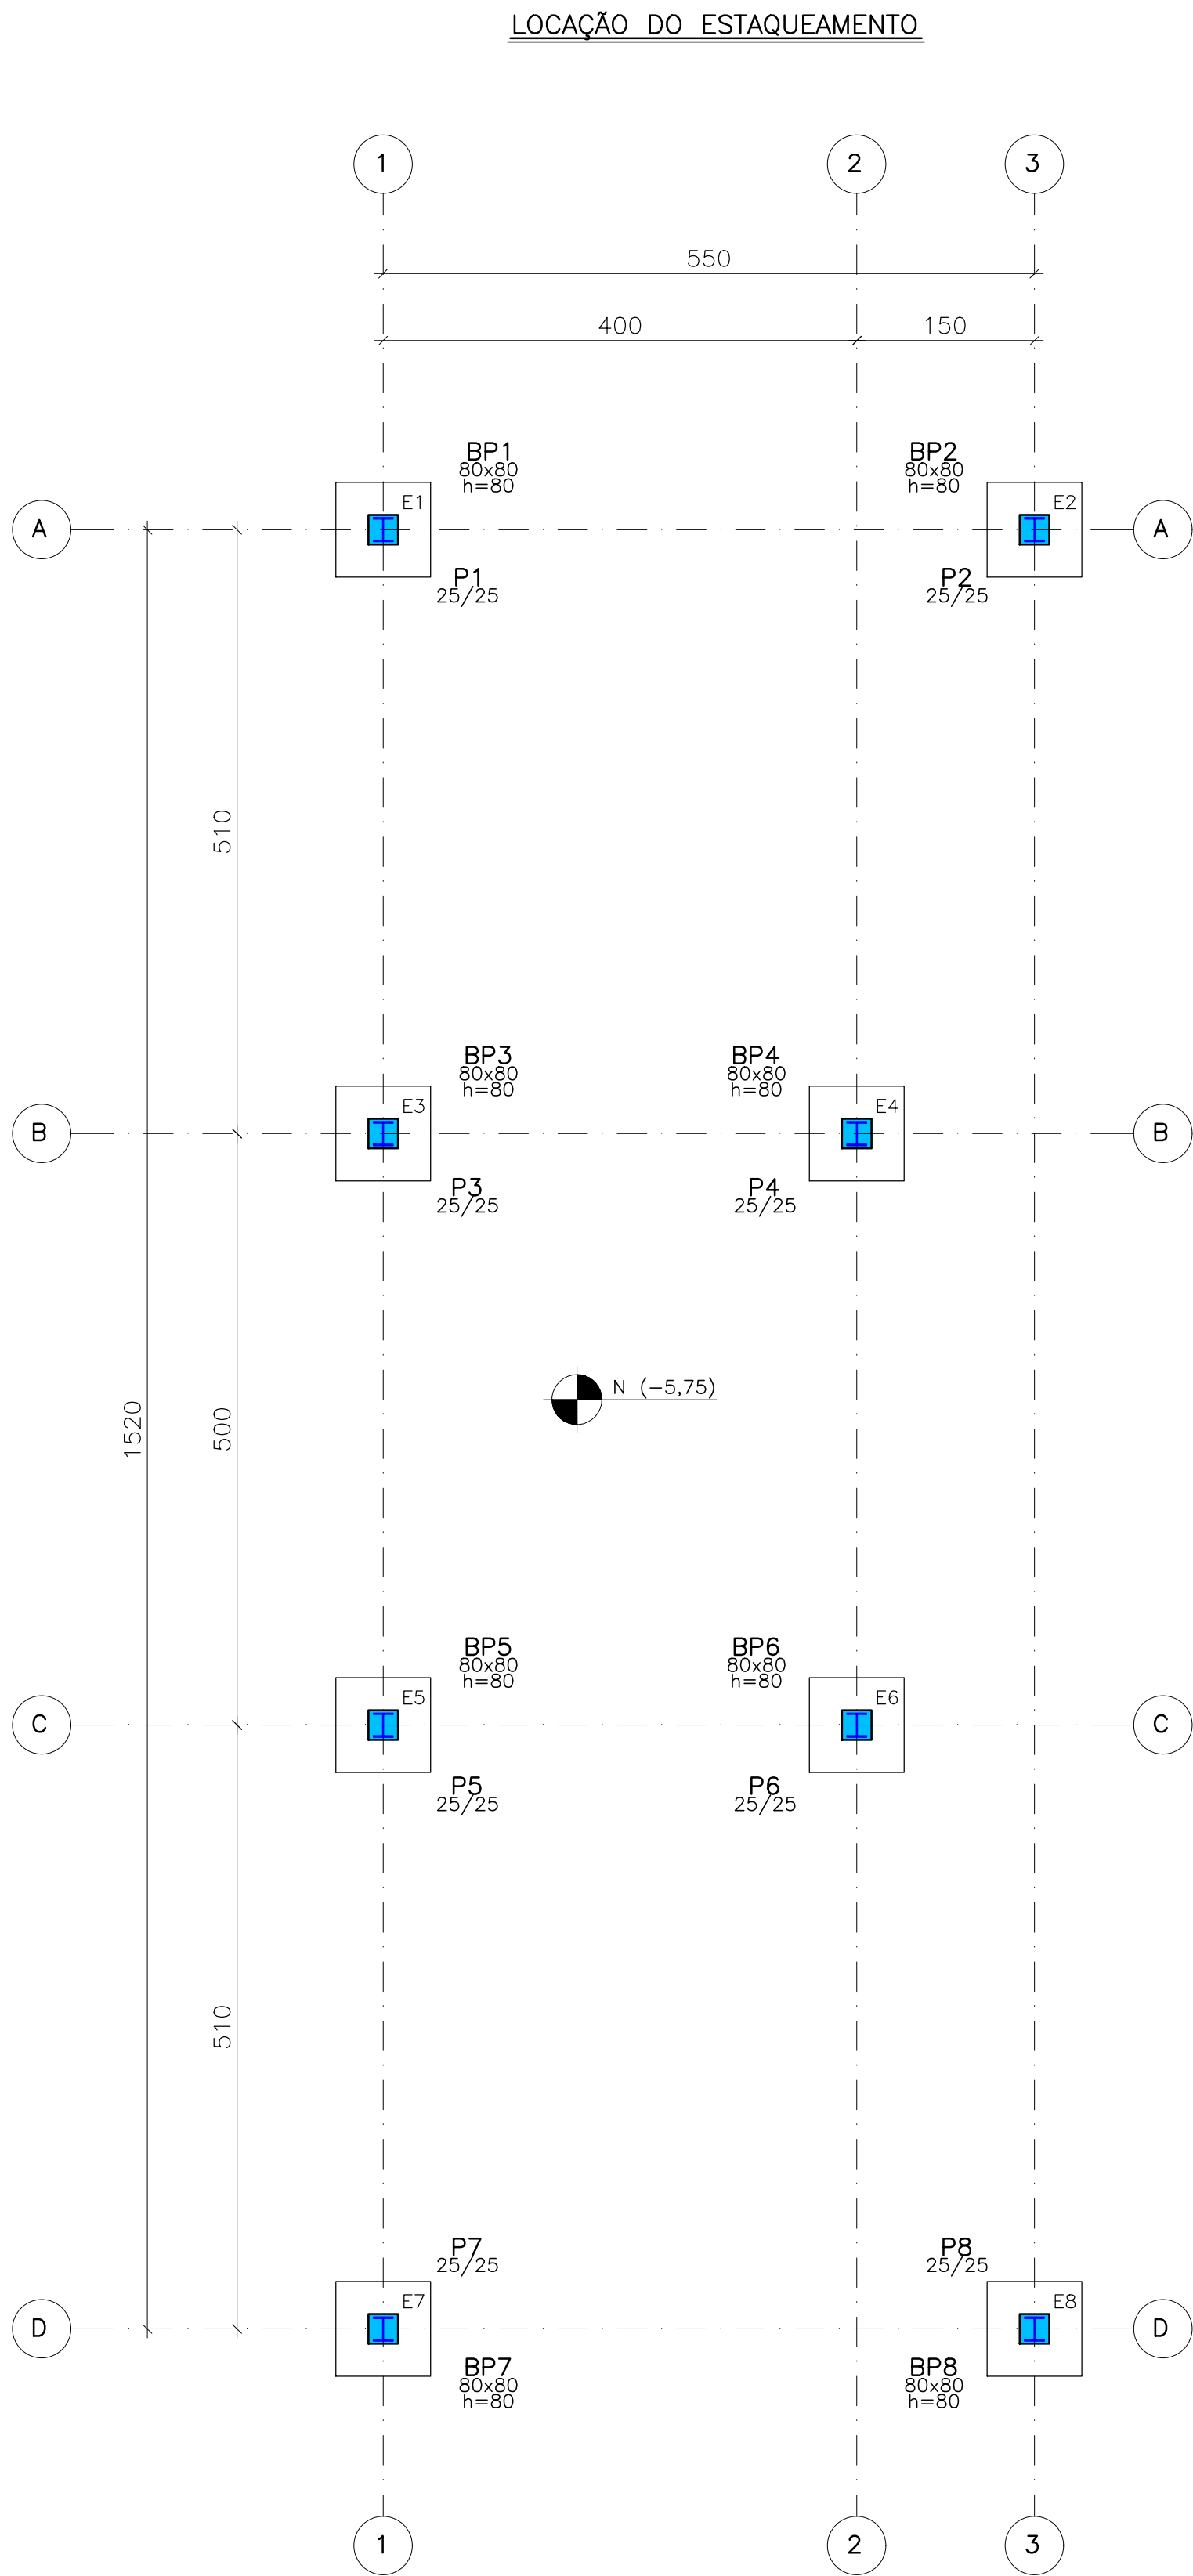 LOCAÇÃO DO ESTAQUEAMENTO
1
2
3
550
400
150
BP1
80x80
h=80
BP2
80x80
h=80
A
E1
E2
A
P1
25/25
P2
25/25
510
BP3
80x80
h=80
BP4
80x80
h=80
B
E3
E4
B
P3
25/25
P4
25/25
N (-5,75)
1520
500
BP5
80x80
h=80
BP6
80x80
h=80
C
E5
E6
C
P5
25/25
P6
25/25
510
P7
25/25
P8
25/25
D
E7
E8
D
BP7
80x80
h=80
BP8
80x80
h=80
1
2
3